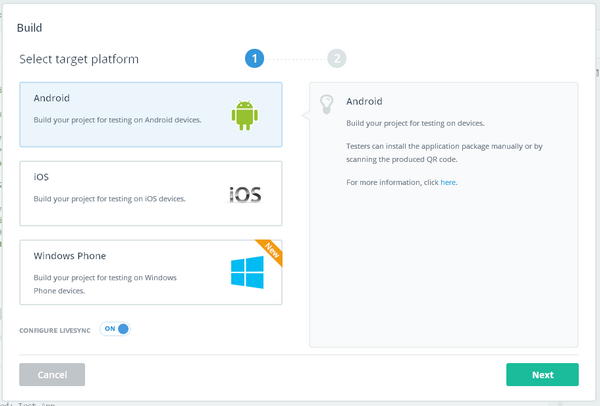 Build
Select target platform
1
2
Android
Build your project for testing on Android devices.
iOS
Build your project for testing on iOS devices.
iOS
Windows Phone
Build your project for testing on Windows
Phone devices.
New
CONFIGURE LIVESYNC
ON
Android
Build your project for testing on devices.
Testers can install the application package manually or by
scanning the produced QR code.
For more information, click here.
Cancel
Next